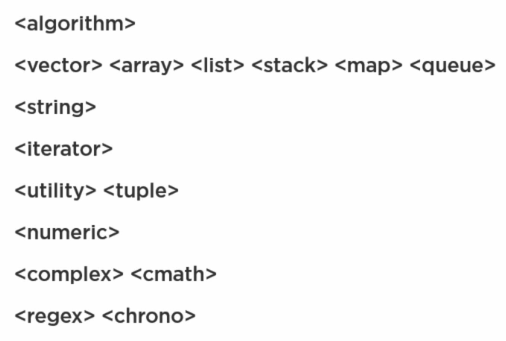 <algorithm>
<vector> <array> <list> <stack> <map> <queue>
<string>
<iterator>
<utility> <tuple>
<numeric>
<complex> <cmath>
<regex> <chrono>